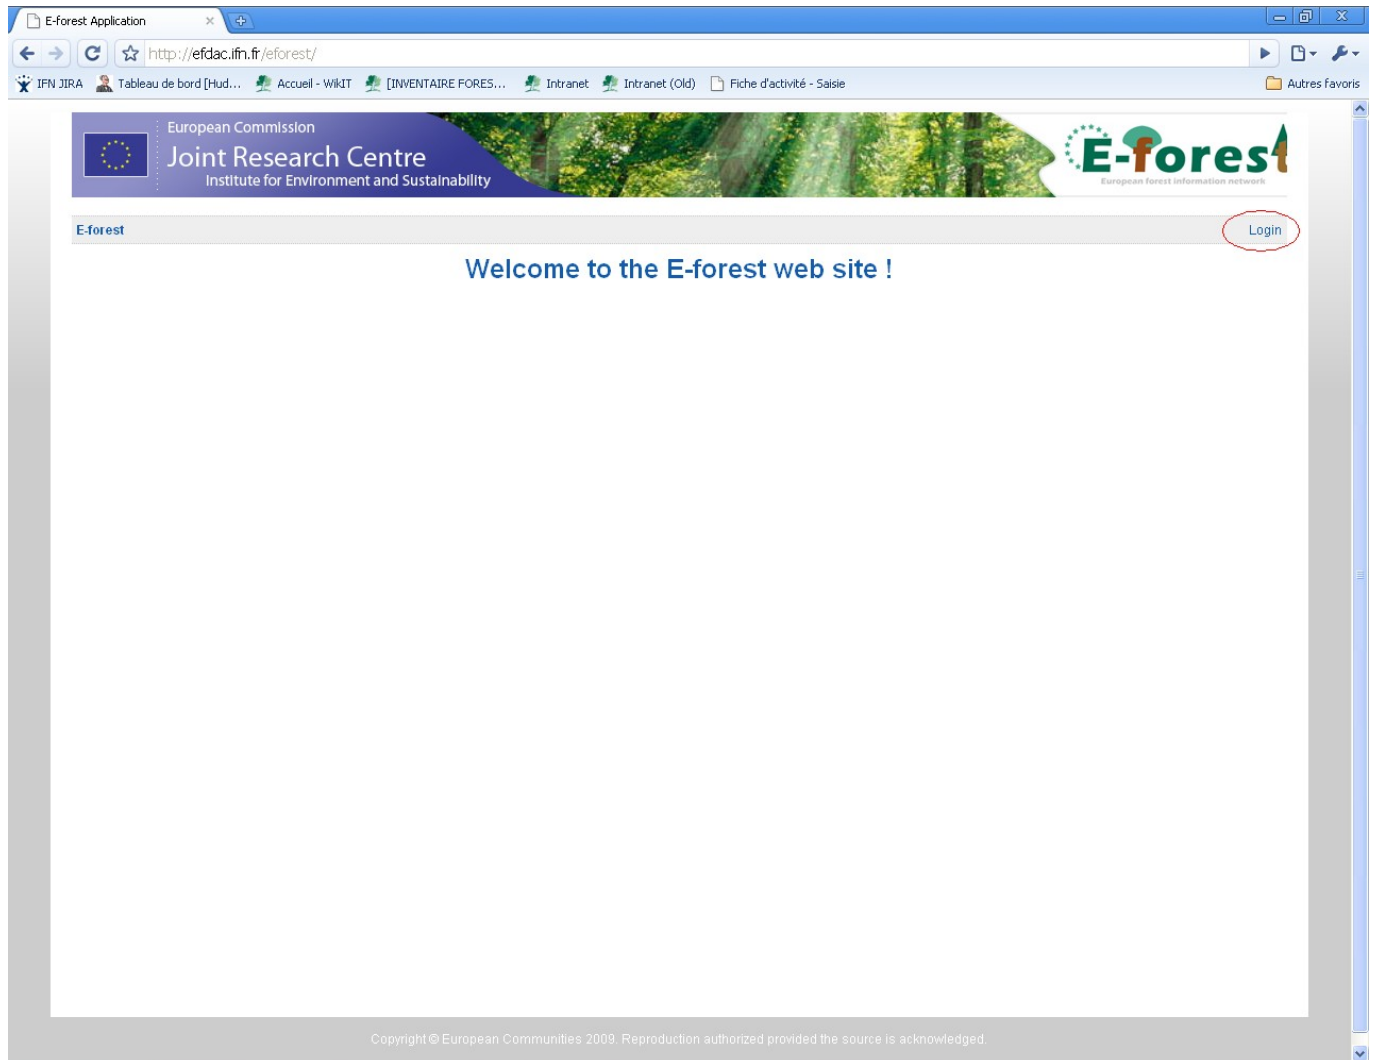 E-forest Application
http://efdac.ifn.fr/eforest/
IFN JIRA Tableau de bord [Hud... Accueil - WikIT [INVENTAIRE FORES... Intranet Intranet (Old) Fiche d'activité - Saisie Autres favoris
European Commission
Joint Research Centre
Institute for Environment and Sustainability
E-forest
European forest information network
E-forest Login
Welcome to the E-forest web site !
Copyright © European Communities 2009. Reproduction authorized provided the source is acknowledged.